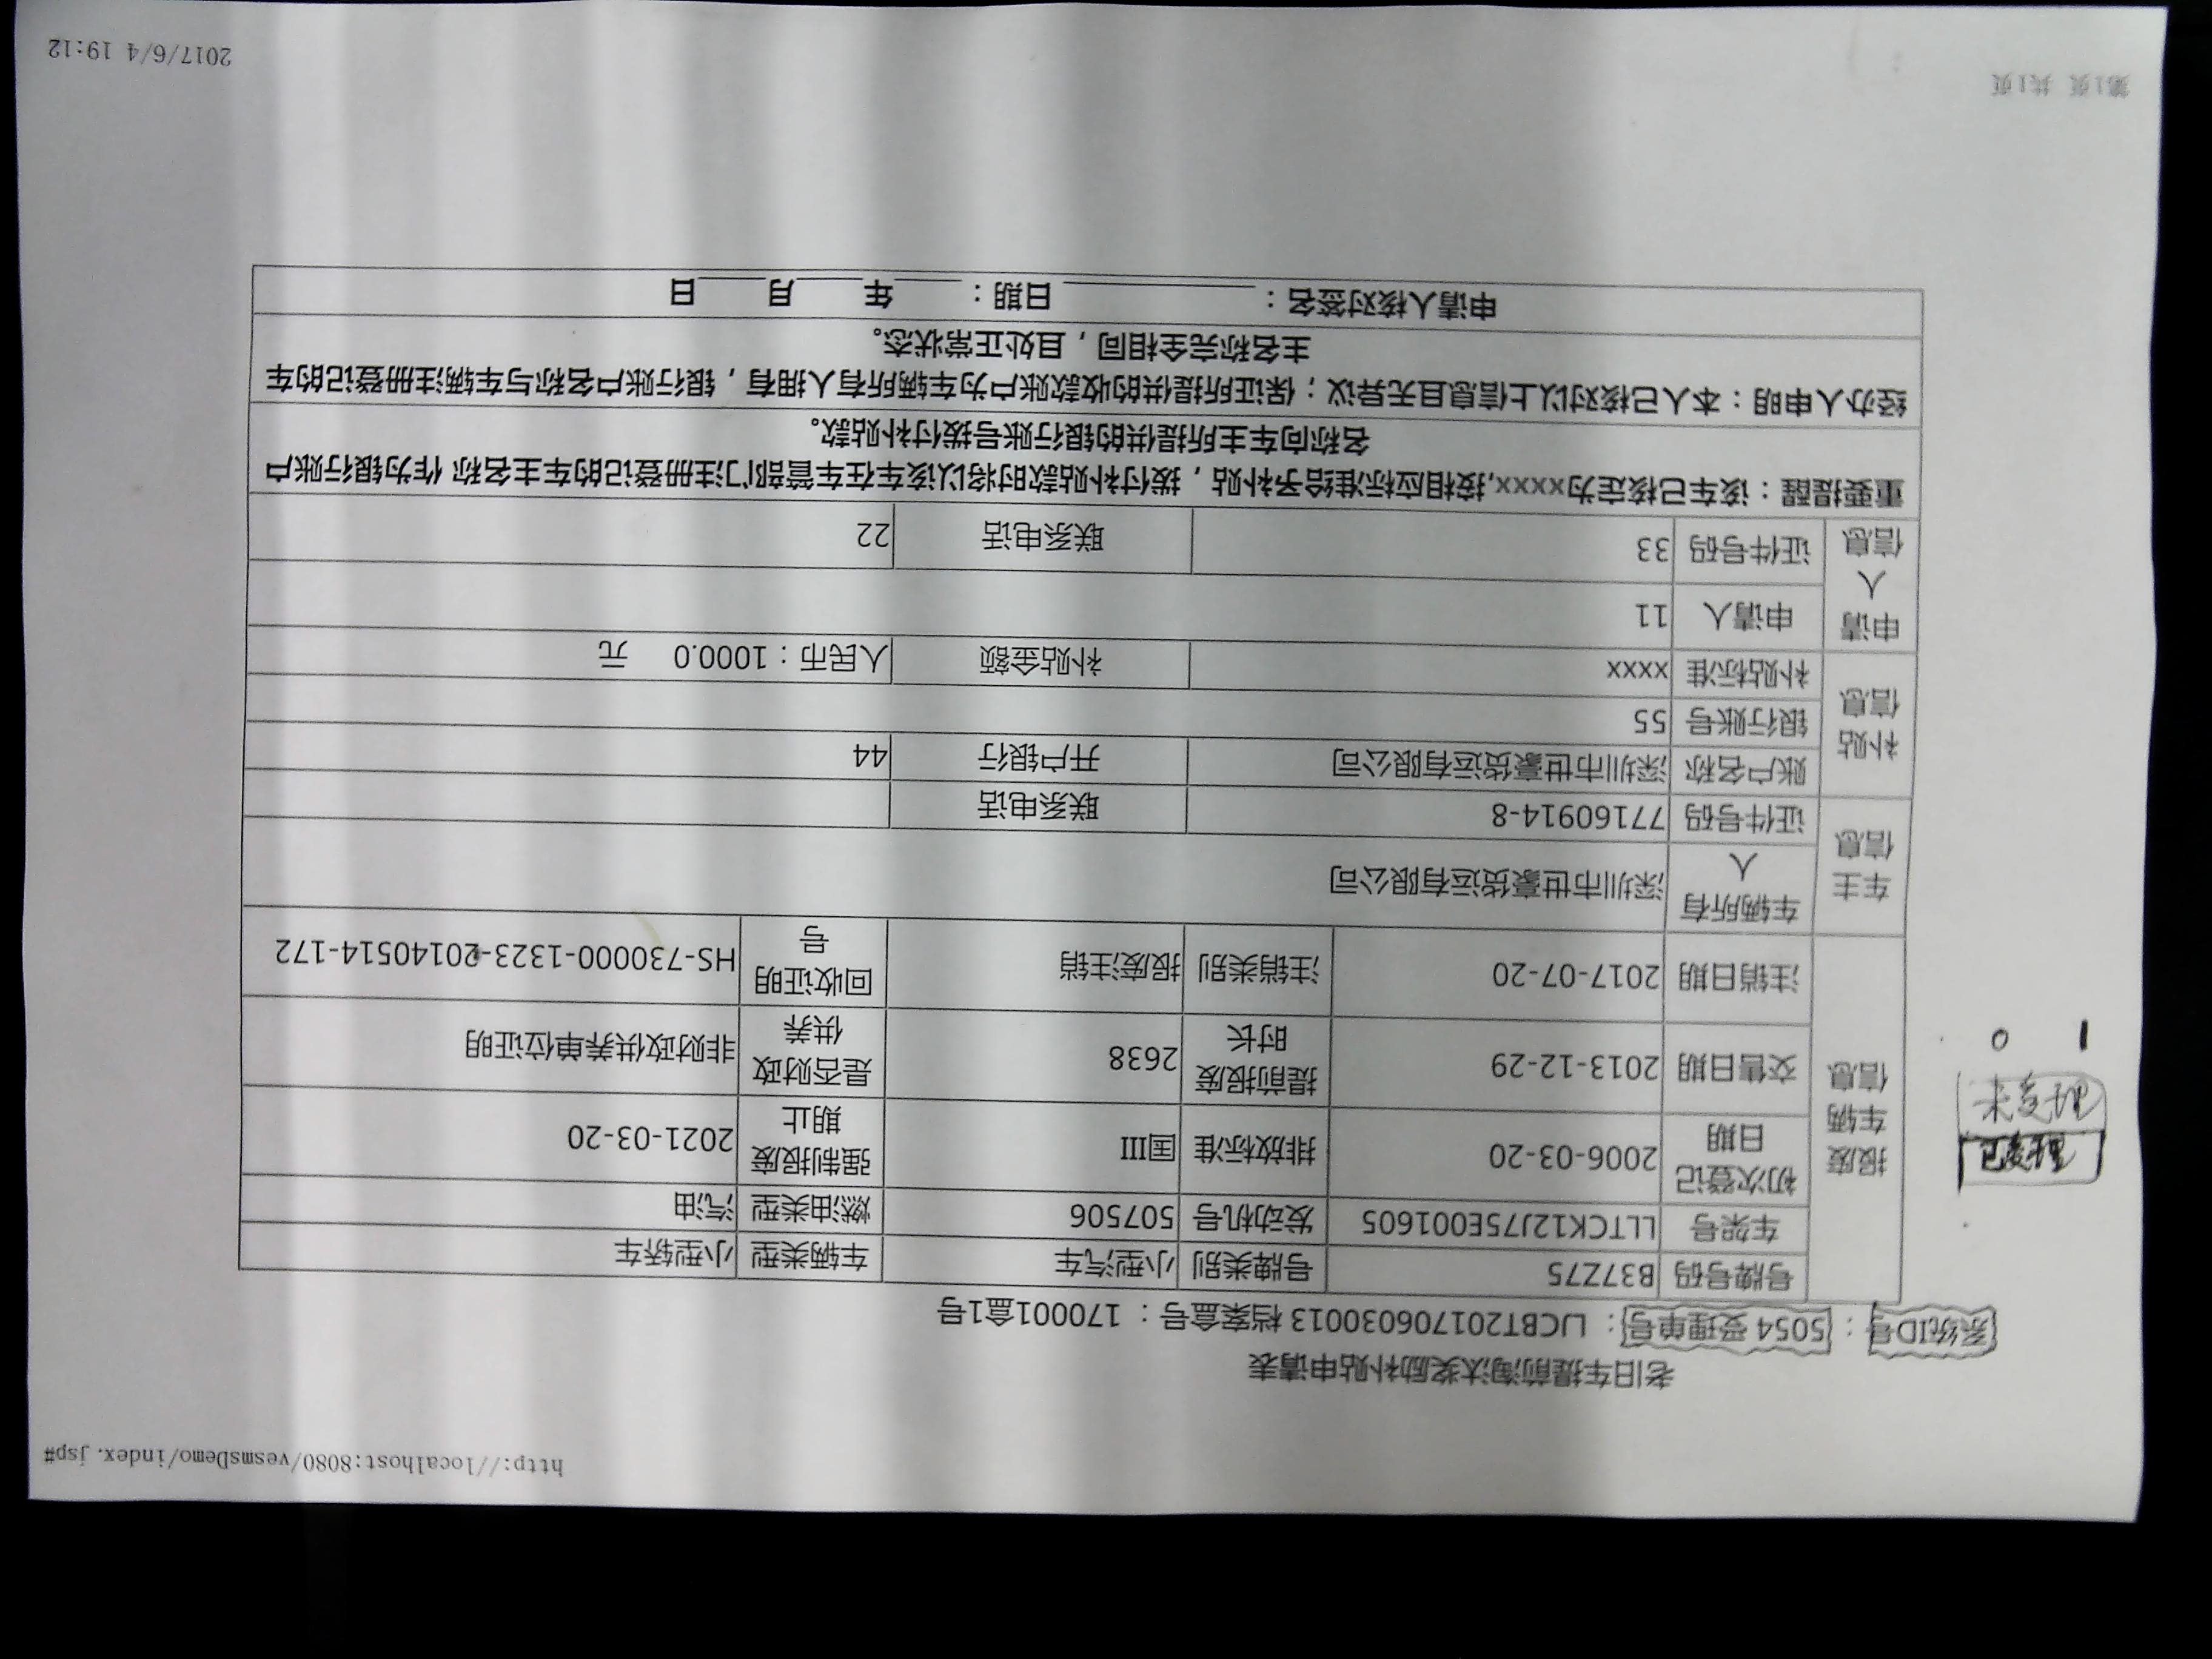 http://localhost:8080/vesmsDemo/index.jsp#
老旧车提前淘汰奖励补贴申请表
系统ID号：5054 受理单号：LJCBT201706030013 档案盒号：170001盒1号
报废车辆信息
号牌号码 B37Z75 号牌类别 小型汽车 车辆类型 小型轿车
车架号 LLTCK12J75E001605 发动机号 507506 燃油类型 汽油
初次登记日期 2006-03-20 排放标准 国III 强制报废期止 2021-03-20
交售日期 2013-12-29 提前报废时长 2638 是否财政供养 非财政供养单位证明
注销日期 2017-07-20 注销类别 报废注销 回收证明号 HS-730000-1323-20140514-172
车主信息
车辆所有人 深圳市世豪货运有限公司
证件号码 77160914-8 联系电话
补贴信息
账户名称 深圳市世豪货运有限公司 开户银行 44
银行账号 55
补贴标准 xxxx 补贴金额 人民币：1000.0 元
申请人信息
申请人 11
证件号码 33 联系电话 22
重要提醒：该车已核定为xxxx,按相应标准给予补贴，拨付补贴款时将以该车在车管部门注册登记的车主名称 作为银行账户
名称向车主所提供的银行账号拨付补贴款。
经办人申明：本人已核对以上信息且无异议；保证所提供的收款账户为车辆所有人拥有，银行账户名称与车辆注册登记的车
主名称完全相同，且处正常状态。
申请人核对签名：__________ 日期：____年____月____日
已受理
未受理
1 0
第1页 共1页
2017/6/4 19:12